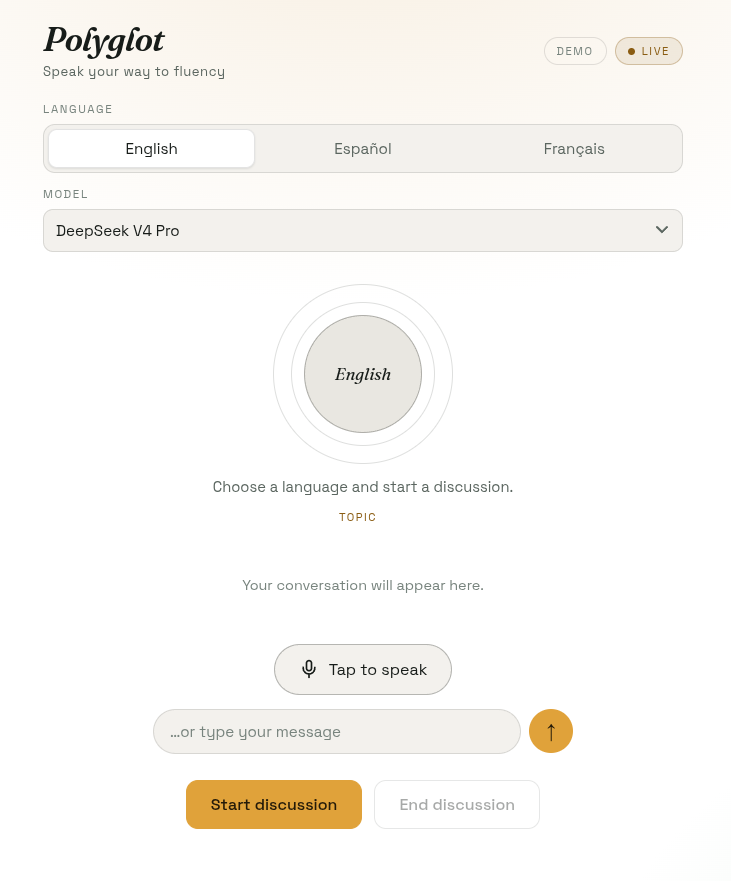 Polyglot
Speak your way to fluency
DEMO
LIVE
LANGUAGE
English
Español
Français
MODEL
DeepSeek V4 Pro
English
Choose a language and start a discussion.
TOPIC
Your conversation will appear here.
Tap to speak
...or type your message
↑
Start discussion
End discussion